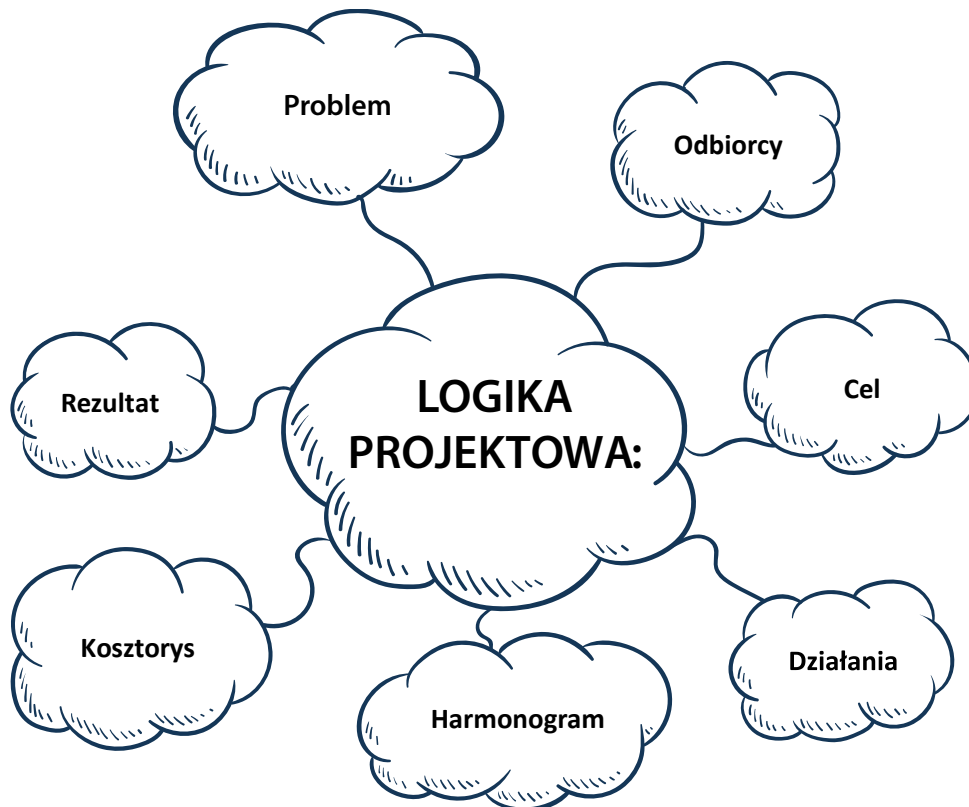 Problem
Odbiorcy
LOGIKA
PROJEKTOWA:
Cel
Rezultat
Działania
Kosztorys
Harmonogram